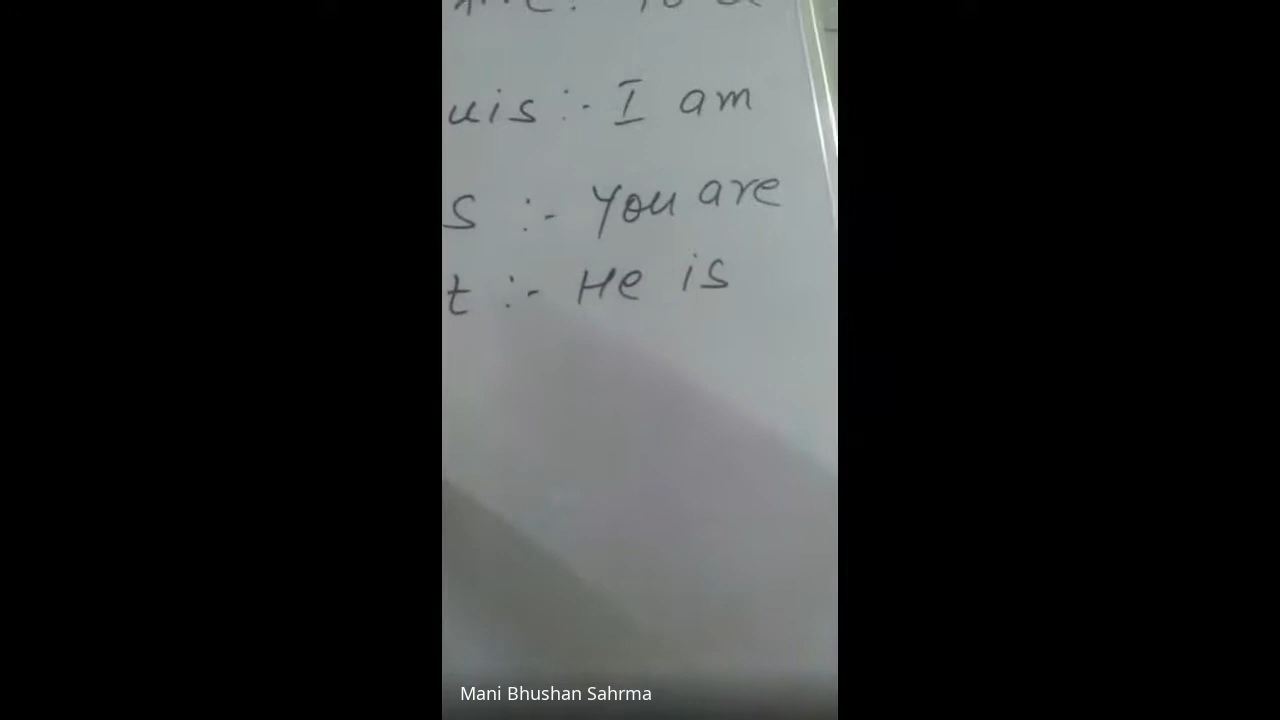 uis :- I am
s :- You are
t :- He is
Mani Bhushan Sahrma